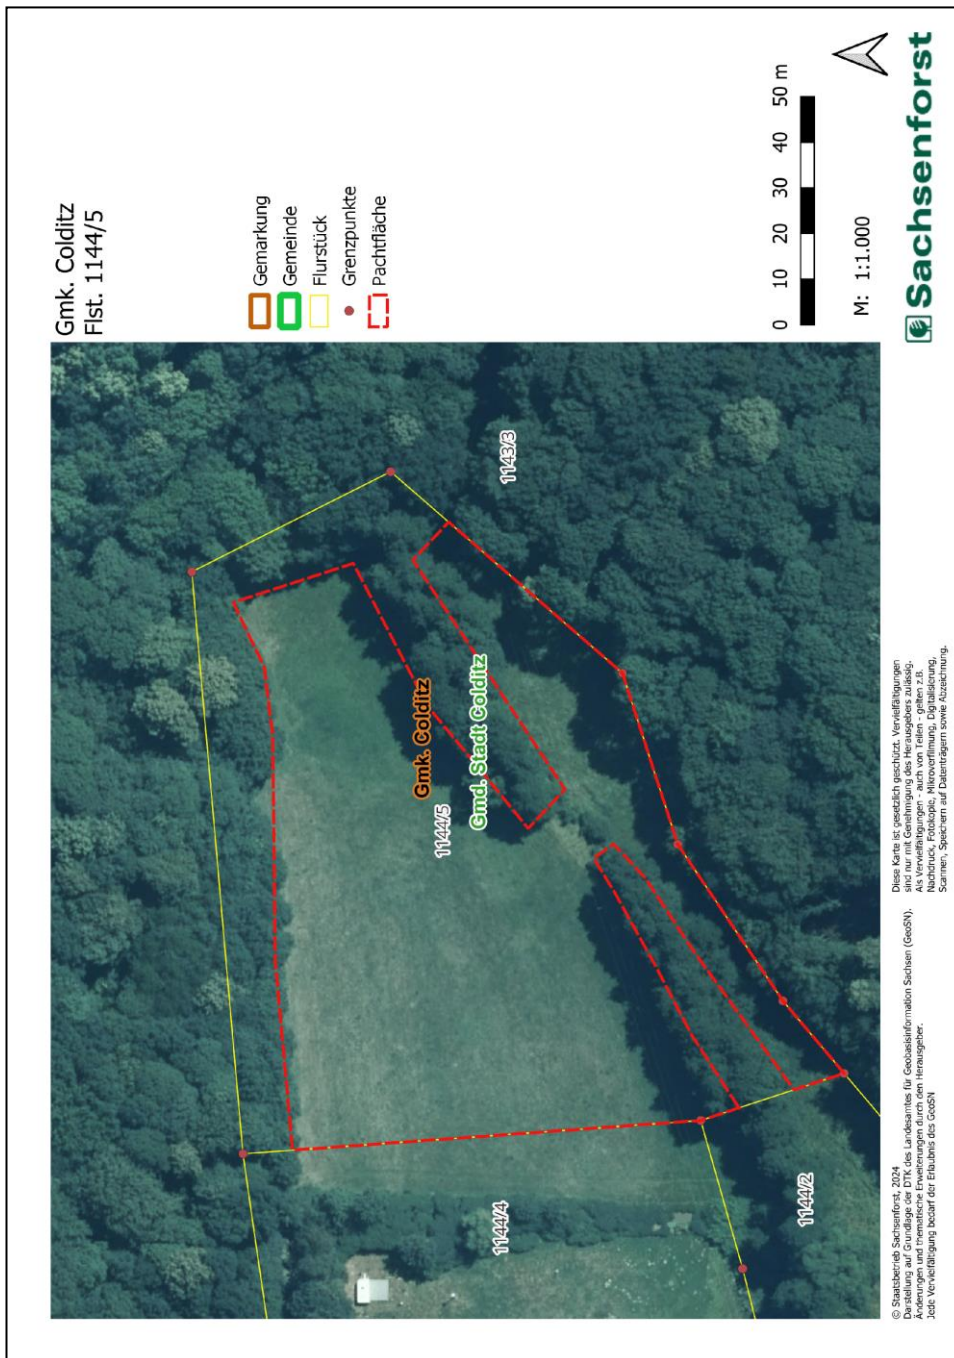 Gmk. Colditz
Flst. 1144/5
Gemarkung
Gemeinde
Flurstück
Grenzpunkte
Pachtfläche
0 10 20 30 40 50 m
M: 1:1.000
Sachsenforst
1143/3
Gmk. Colditz
Gmd. Stadt Colditz
1144/5
1144/4
1144/2
© Staatsbetrieb Sachsenforst, 2024
Darstellung auf Grundlage der DTK des Landesamtes für Geobasisinformation Sachsen (GeoSN).
Änderungen und thematische Erweiterungen durch den Herausgeber.
Jede Vervielfältigung bedarf der Erlaubnis des GeoSN
Diese Karte ist gesetzlich geschützt. Vervielfältigungen
sind nur mit Genehmigung des Herausgebers zulässig.
Als Vervielfältigungen - auch von Teilen - gelten z.B.
Nachdruck, Fotokopie, Mikroverfilmung, Digitalisierung,
Scannen, Speichern auf Datenträgern sowie Abzeichnung.